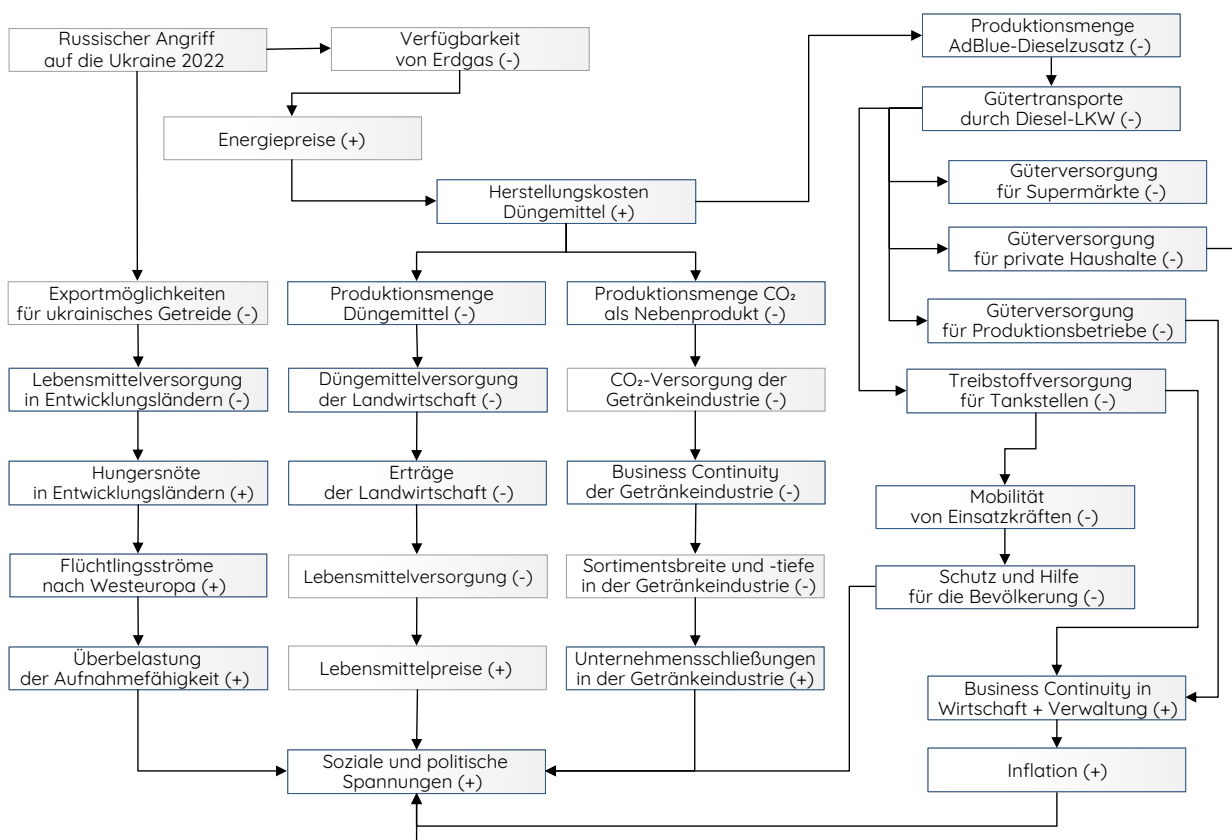 Russischer Angriff
auf die Ukraine 2022
Verfügbarkeit
von Erdgas (-)
Produktionsmenge
AdBlue-Dieselzusatz (-)
Gütertransporte
durch Diesel-LKW (-)
Energiepreise (+)
Herstellungskosten
Düngemittel (+)
Güterversorgung
für Supermärkte (-)
Güterversorgung
für private Haushalte (-)
Güterversorgung
für Produktionsbetriebe (-)
Exportmöglichkeiten
für ukrainisches Getreide (-)
Produktionsmenge
Düngemittel (-)
Produktionsmenge CO₂
als Nebenprodukt (-)
Lebensmittelversorgung
in Entwicklungsländern (-)
Düngemittelversorgung
der Landwirtschaft (-)
CO₂-Versorgung der
Getränkeindustrie (-)
Treibstoffversorgung
für Tankstellen (-)
Hungersnöte
in Entwicklungsländern (+)
Erträge
der Landwirtschaft (-)
Business Continuity
der Getränkeindustrie (-)
Mobilität
von Einsatzkräften (-)
Flüchtlingsströme
nach Westeuropa (+)
Lebensmittelversorgung (-)
Sortimentsbreite und -tiefe
in der Getränkeindustrie (-)
Schutz und Hilfe
für die Bevölkerung (-)
Überbelastung
der Aufnahmefähigkeit (+)
Lebensmittelpreise (+)
Unternehmensschließungen
in der Getränkeindustrie (+)
Business Continuity in
Wirtschaft + Verwaltung (+)
Soziale und politische
Spannungen (+)
Inflation (+)